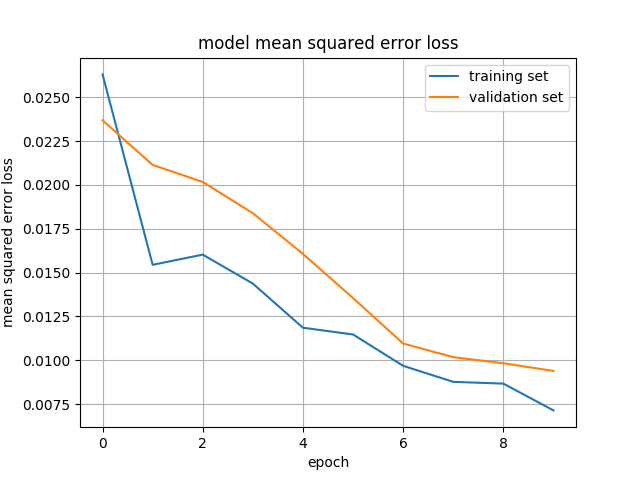 model mean squared error loss
training set
validation set
0.0250
0.0225
0.0200
0.0175
0.0150
0.0125
0.0100
0.0075
mean squared error loss
0 2 4 6 8
epoch